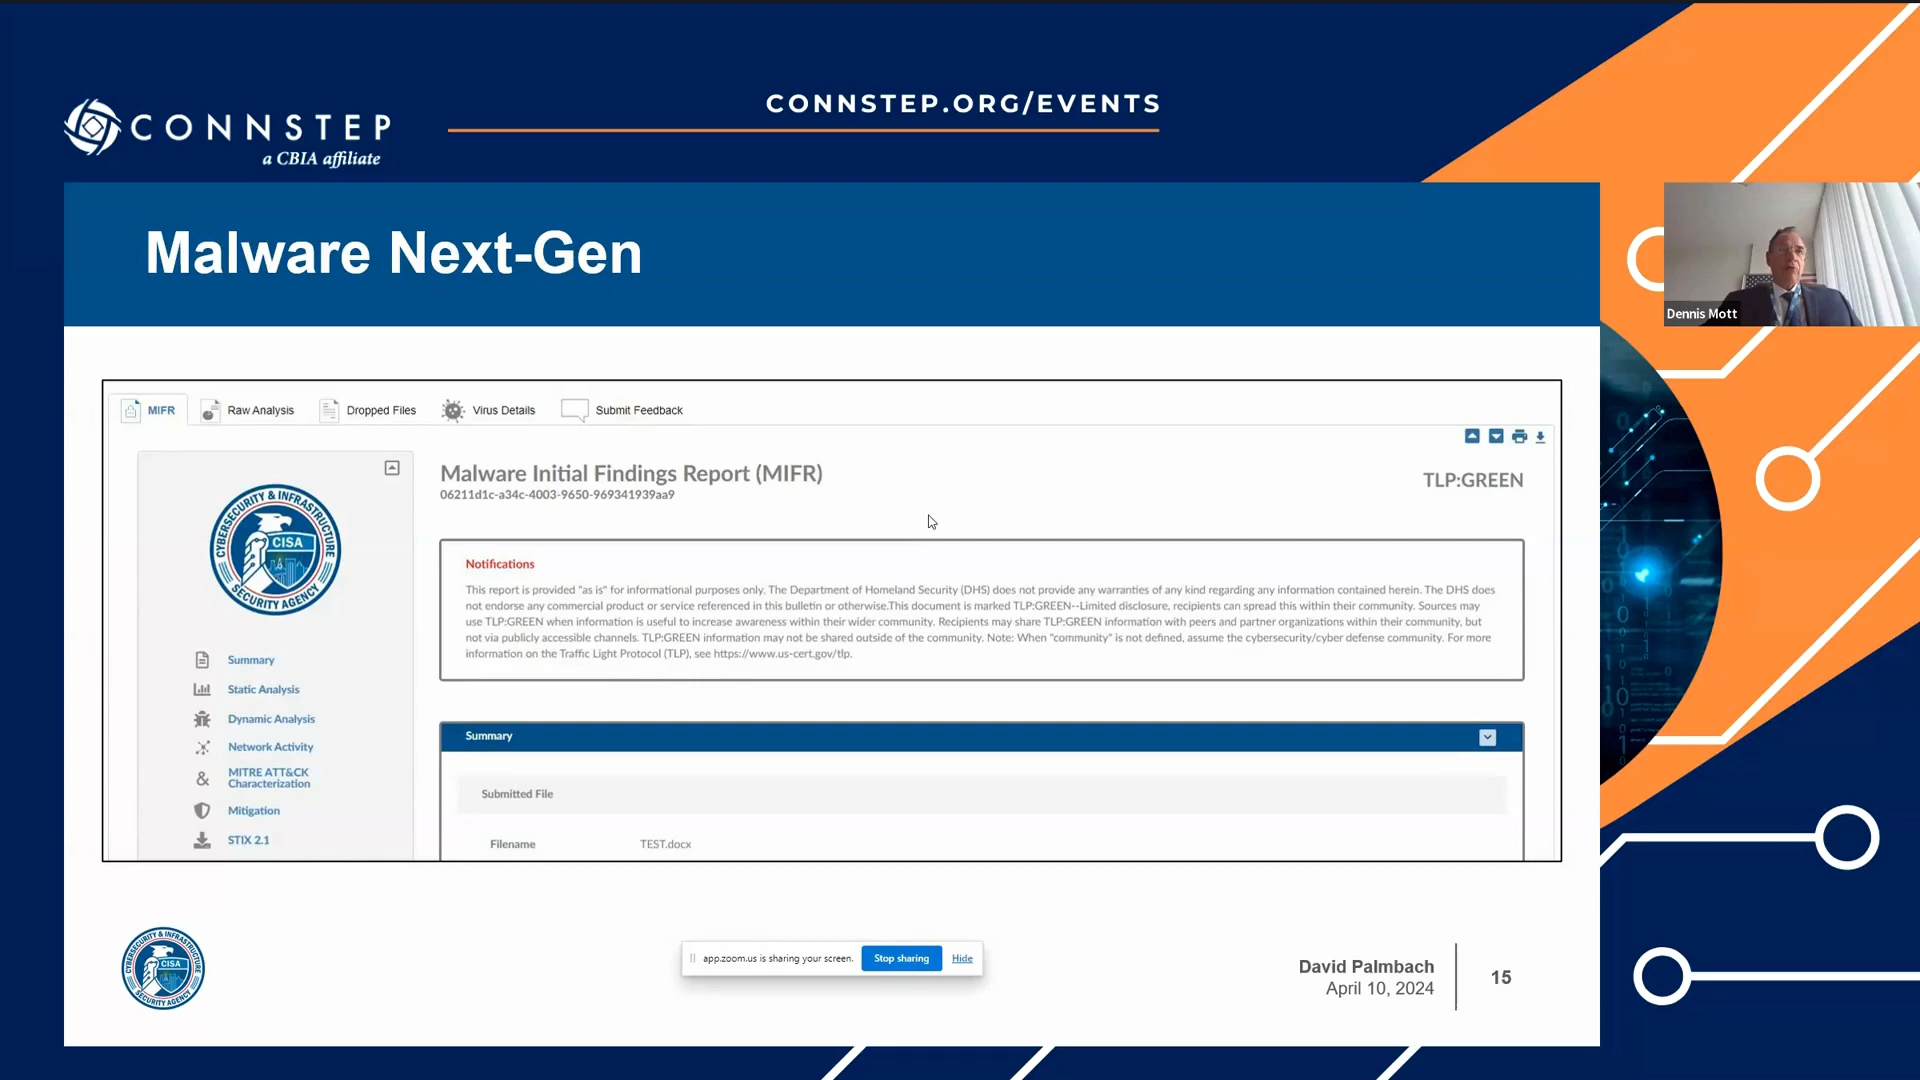 CONNSTEP
a CBIA affiliate
CONNSTEP.ORG/EVENTS
Malware Next-Gen
Dennis Mott
MIFR
Raw Analysis
Dropped Files
Virus Details
Submit Feedback
CYBERSECURITY & INFRASTRUCTURE
CISA
SECURITY AGENCY
Summary
Static Analysis
Dynamic Analysis
Network Activity
& MITRE ATT&CK
Characterization
Mitigation
STIX 2.1
Malware Initial Findings Report (MIFR)
06211d1c-a34c-4003-9650-969341939aa9
TLP:GREEN
Notifications
This report is provided "as is" for informational purposes only. The Department of Homeland Security (DHS) does not provide any warranties of any kind regarding any information contained herein. The DHS does
not endorse any commercial product or service referenced in this bulletin or otherwise.This document is marked TLP:GREEN--Limited disclosure, recipients can spread this within their community. Sources may
use TLP:GREEN when information is useful to increase awareness within their wider community. Recipients may share TLP:GREEN information with peers and partner organizations within their community, but
not via publicly accessible channels. TLP:GREEN information may not be shared outside of the community. Note: When "community" is not defined, assume the cybersecurity/cyber defense community. For more
information on the Traffic Light Protocol (TLP), see https://www.us-cert.gov/tlp.
Summary
Submitted File
Filename TEST.docx
CYBERSECURITY & INFRASTRUCTURE
CISA
SECURITY AGENCY
app.zoom.us is sharing your screen.
Stop sharing
Hide
David Palmbach
April 10, 2024
15